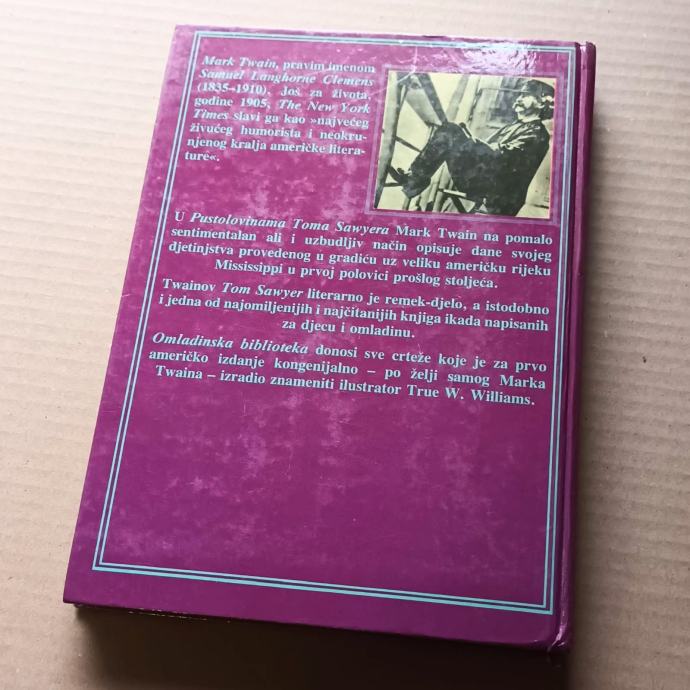 Mark Twain, pravim imenom
Samuel Langhorne Clemens
(1835–1910). Još za života,
godine 1905, The New York
Times slavi ga kao »najvećeg
živućeg humorista i neokru-
njenog kralja američke litera-
ture«.
U Pustolovinama Toma Sawyera Mark Twain na pomalo
sentimentalan ali i uzbudljiv način opisuje dane svojeg
djetinjstva provedenog u gradiću uz veliku američku rijeku
Mississippi u prvoj polovici prošlog stoljeća.
Twainov Tom Sawyer literarno je remek-djelo, a istodobno
i jedna od najomiljenijih i najčitanijih knjiga ikada napisanih
za djecu i omladinu.
Omladinska biblioteka donosi sve crteže koje je za prvo
američko izdanje kongenijalno – po želji samog Marka
Twaina – izradio znameniti ilustrator True W. Williams.